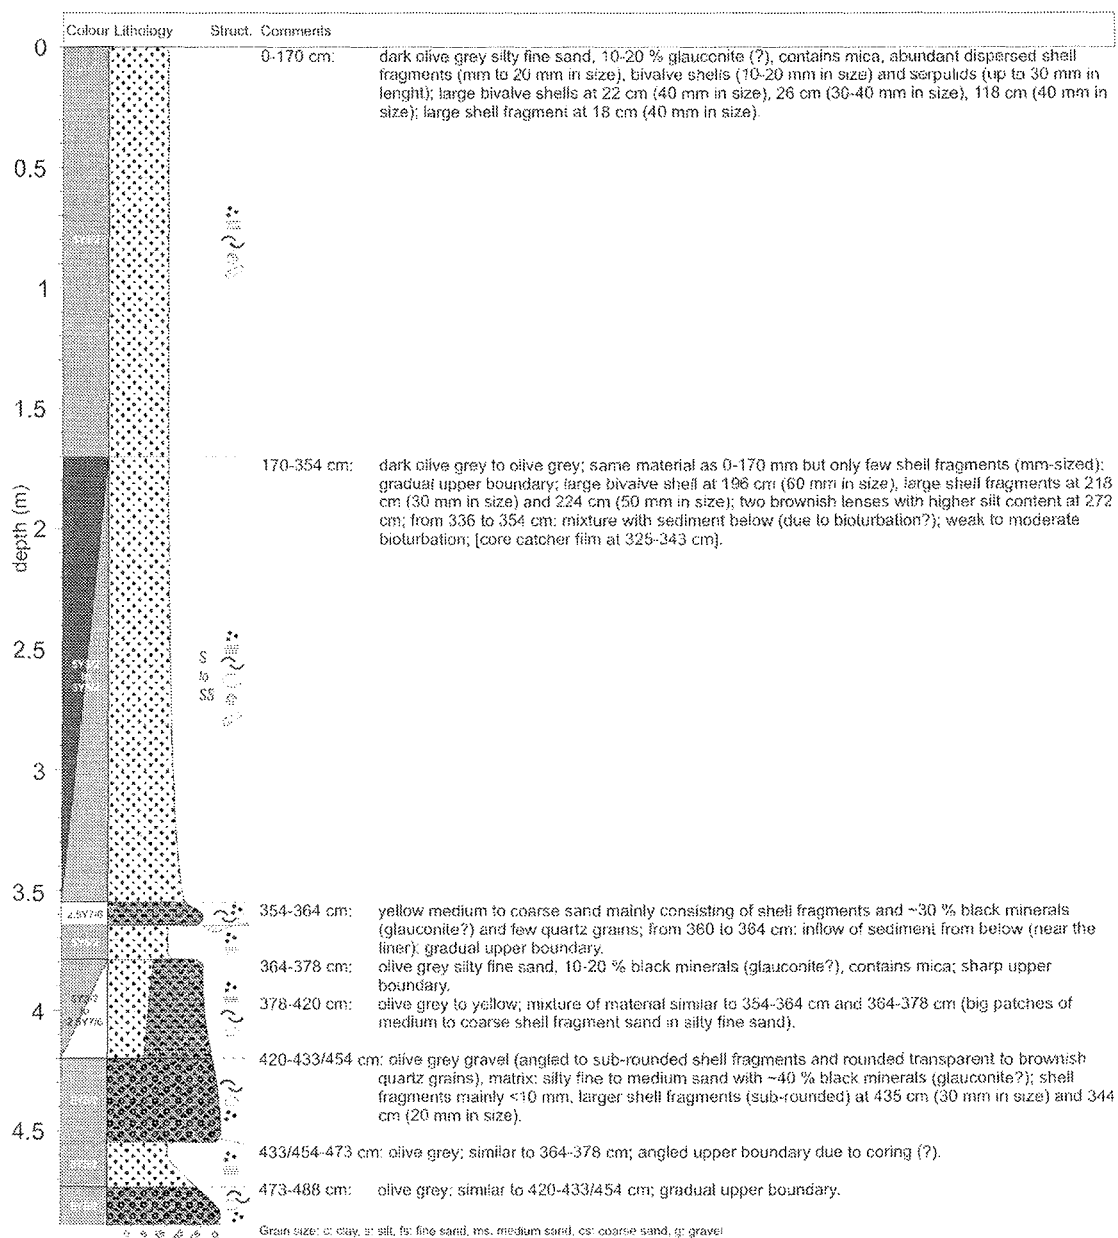 Colour Lithology Struct. Comments
0
0-170 cm: dark olive grey silty fine sand, 10-20 % glauconite (?), contains mica, abundant dispersed shell
fragments (mm to 20 mm in size), bivalve shells (10-20 mm in size) and serpulids (up to 30 mm in
lenght); large bivalve shells at 22 cm (40 mm in size), 26 cm (30-40 mm in size), 118 cm (40 mm in
size); large shell fragment at 18 cm (40 mm in size).
0.5
1
1.5
170-354 cm: dark olive grey to olive grey; same material as 0-170 mm but only few shell fragments (mm-sized);
gradual upper boundary; large bivalve shell at 196 cm (60 mm in size), large shell fragments at 218
cm (30 mm in size) and 224 cm (50 mm in size); two brownish lenses with higher silt content at 272
cm; from 336 to 354 cm: mixture with sediment below (due to bioturbation?); weak to moderate
bioturbation; [core catcher film at 325-343 cm].
depth (m)
2
2.5
S
to
SS
3
3.5
2.5Y7/6
354-364 cm: yellow medium to coarse sand mainly consisting of shell fragments and ~30 % black minerals
(glauconite?) and few quartz grains; from 360 to 364 cm: inflow of sediment from below (near the
liner); gradual upper boundary.
364-378 cm: olive grey silty fine sand, 10-20 % black minerals (glauconite?), contains mica; sharp upper
boundary.
4
2.5Y7/6
378-420 cm: olive grey to yellow; mixture of material similar to 354-364 cm and 364-378 cm (big patches of
medium to coarse shell fragment sand in silty fine sand).
420-433/454 cm: olive grey gravel (angled to sub-rounded shell fragments and rounded transparent to brownish
quartz grains), matrix: silty fine to medium sand with ~40 % black minerals (glauconite?); shell
fragments mainly <10 mm, larger shell fragments (sub-rounded) at 435 cm (30 mm in size) and 344
cm (20 mm in size).
4.5
433/454-473 cm: olive grey; similar to 364-378 cm; angled upper boundary due to coring (?).
473-488 cm: olive grey; similar to 420-433/454 cm; gradual upper boundary.
Grain size: c: clay, s: silt, fs: fine sand, ms: medium sand, cs: coarse sand, g: gravel